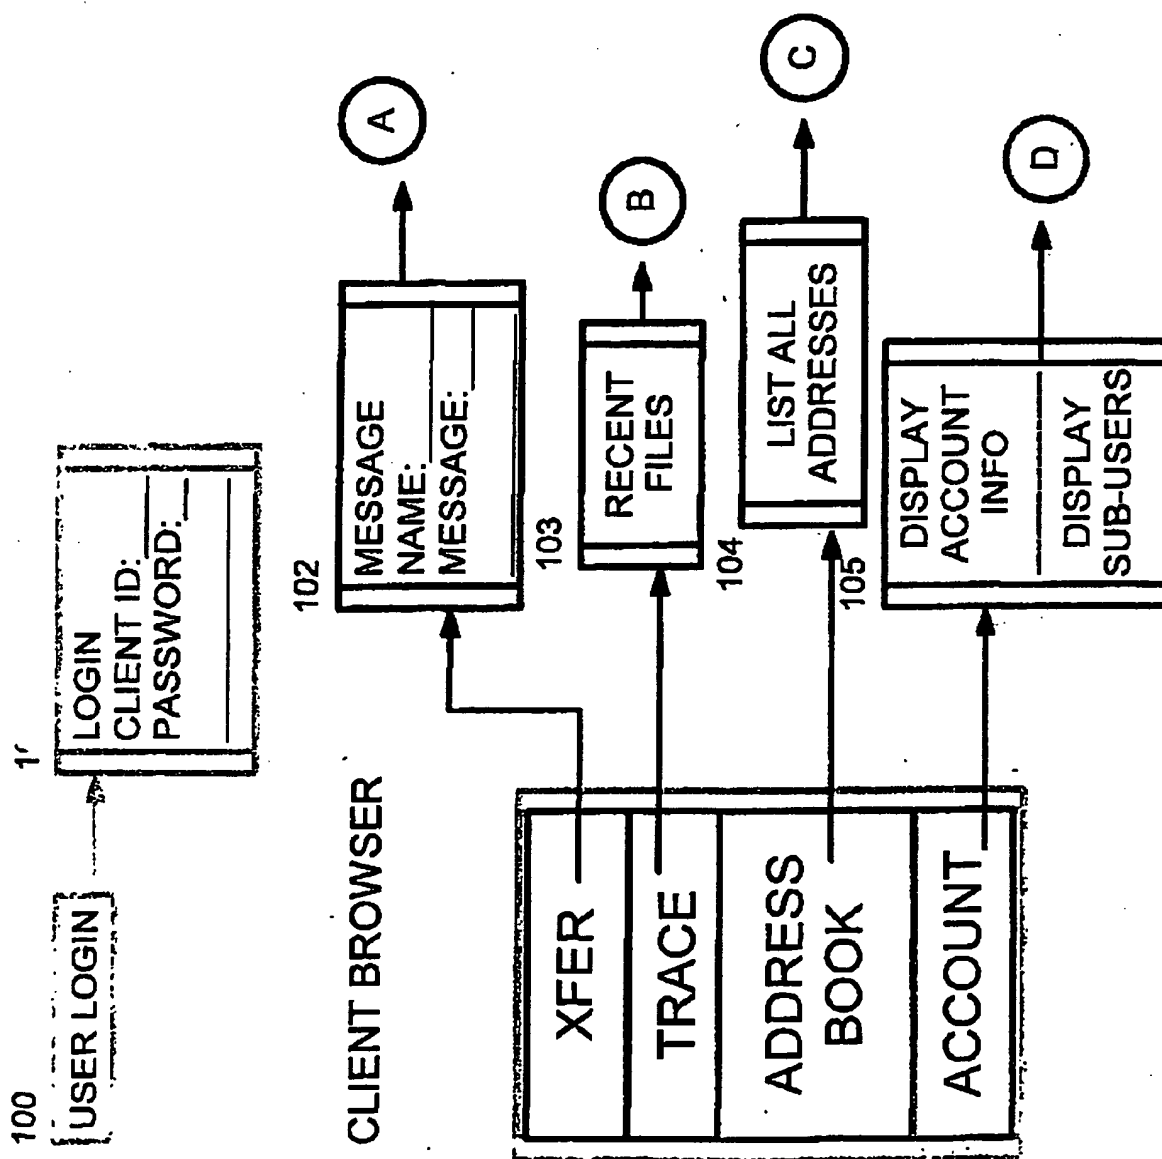 100
USER LOGIN
LOGIN
CLIENT ID:
PASSWORD:
CLIENT BROWSER
XFER
TRACE
ADDRESS
BOOK
ACCOUNT
102
MESSAGE
NAME:
MESSAGE:
A
103
RECENT
FILES
B
104
LIST ALL
ADDRESSES
C
105
DISPLAY
ACCOUNT
INFO
DISPLAY
SUB-USERS
D